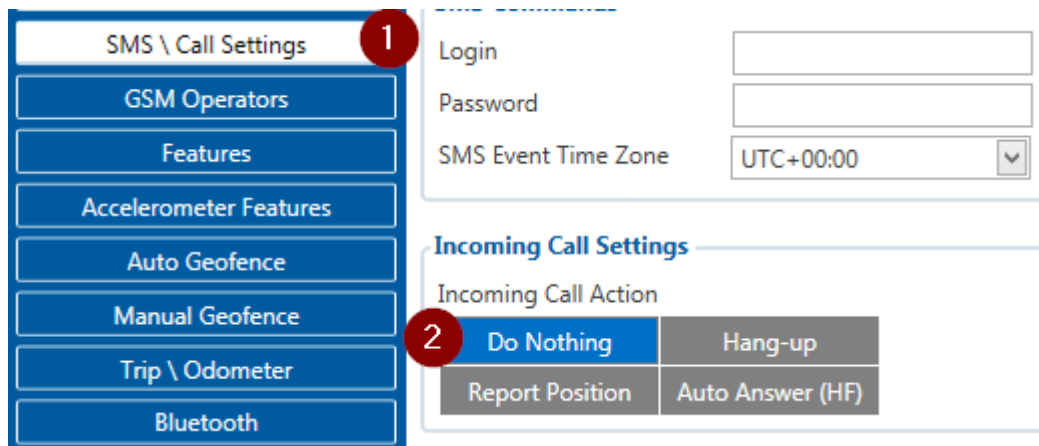 SMS \ Call Settings
1
GSM Operators
Features
Accelerometer Features
Auto Geofence
Manual Geofence
Trip \ Odometer
Bluetooth
Login
Password
SMS Event Time Zone UTC+00:00
Incoming Call Settings
Incoming Call Action
2
Do Nothing Hang-up
Report Position Auto Answer (HF)